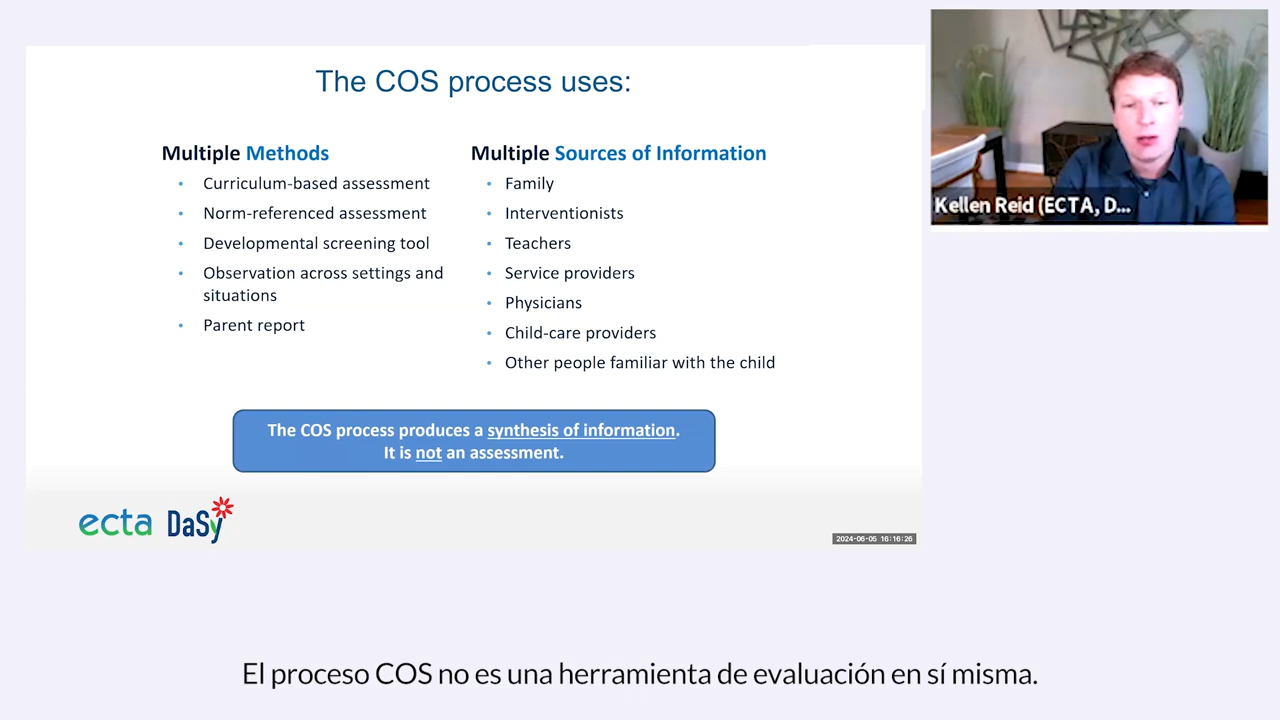 The COS process uses:
Multiple Methods
• Curriculum-based assessment
• Norm-referenced assessment
• Developmental screening tool
• Observation across settings and
situations
• Parent report
Multiple Sources of Information
• Family
• Interventionists
• Teachers
• Service providers
• Physicians
• Child-care providers
• Other people familiar with the child
The COS process produces a synthesis of information.
It is not an assessment.
ecta DaSy
2024-06-05 16:16:26
Kellen Reid (ECTA, D...
El proceso COS no es una herramienta de evaluación en sí misma.